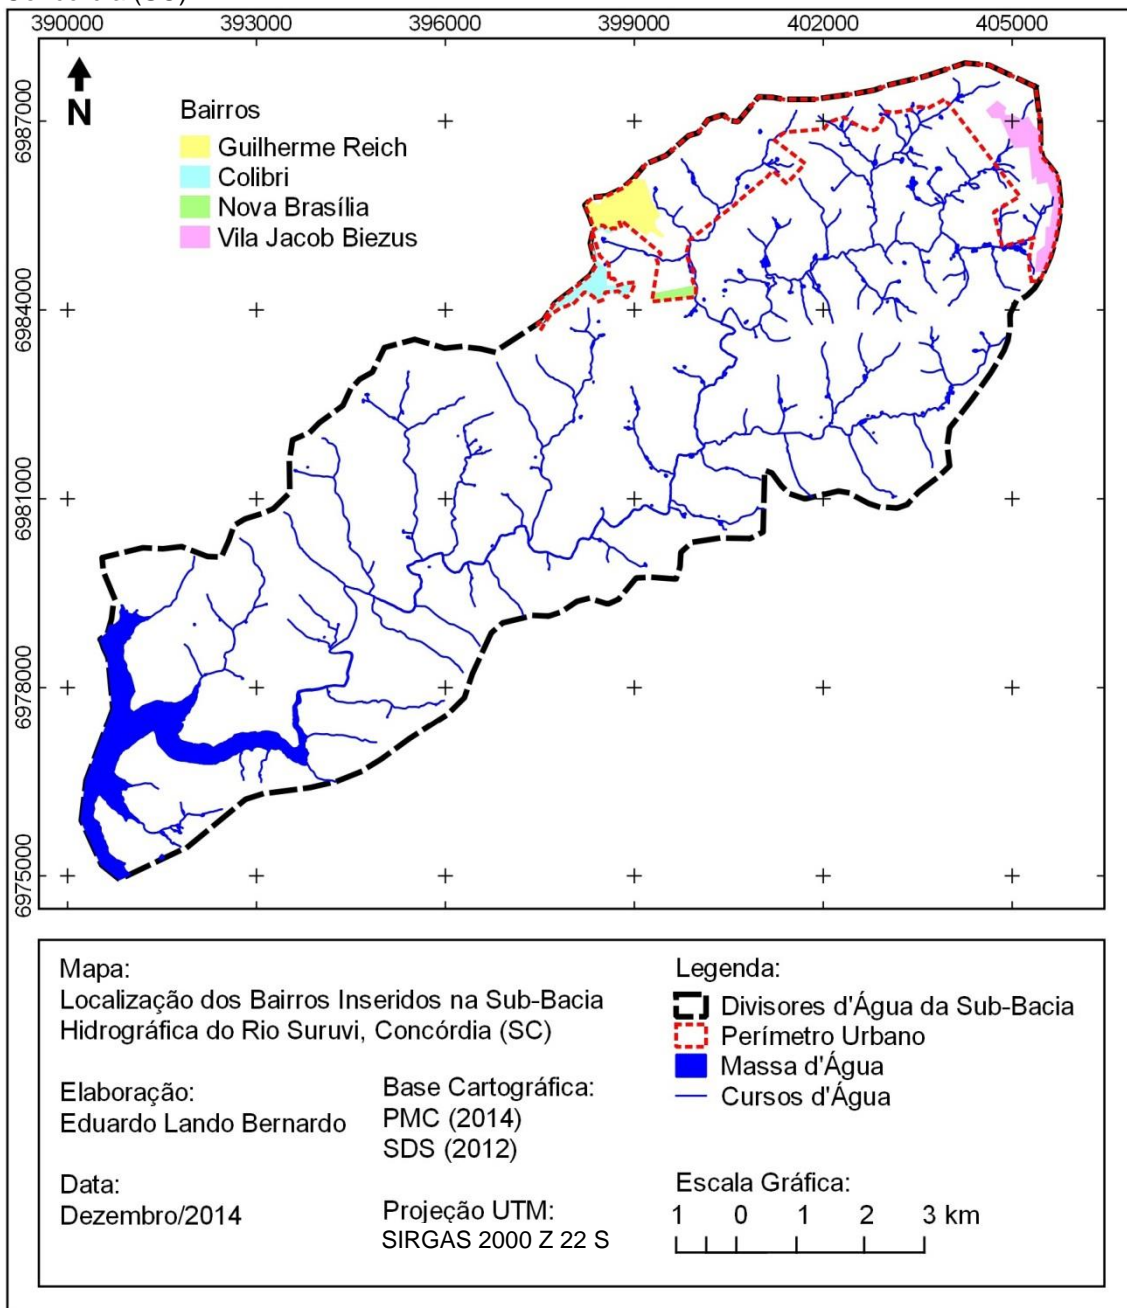 390000 393000 396000 399000 402000 405000
N
6987000
6984000
6981000
6978000
6975000
Bairros
Guilherme Reich
Colibri
Nova Brasília
Vila Jacob Biezus
Mapa:
Localização dos Bairros Inseridos na Sub-Bacia
Hidrográfica do Rio Suruvi, Concórdia (SC)
Elaboração:
Eduardo Lando Bernardo
Data:
Dezembro/2014
Base Cartográfica:
PMC (2014)
SDS (2012)
Projeção UTM:
SIRGAS 2000 Z 22 S
Legenda:
Divisores d'Água da Sub-Bacia
Perímetro Urbano
Massa d'Água
Cursos d'Água
Escala Gráfica:
1 0 1 2 3 km